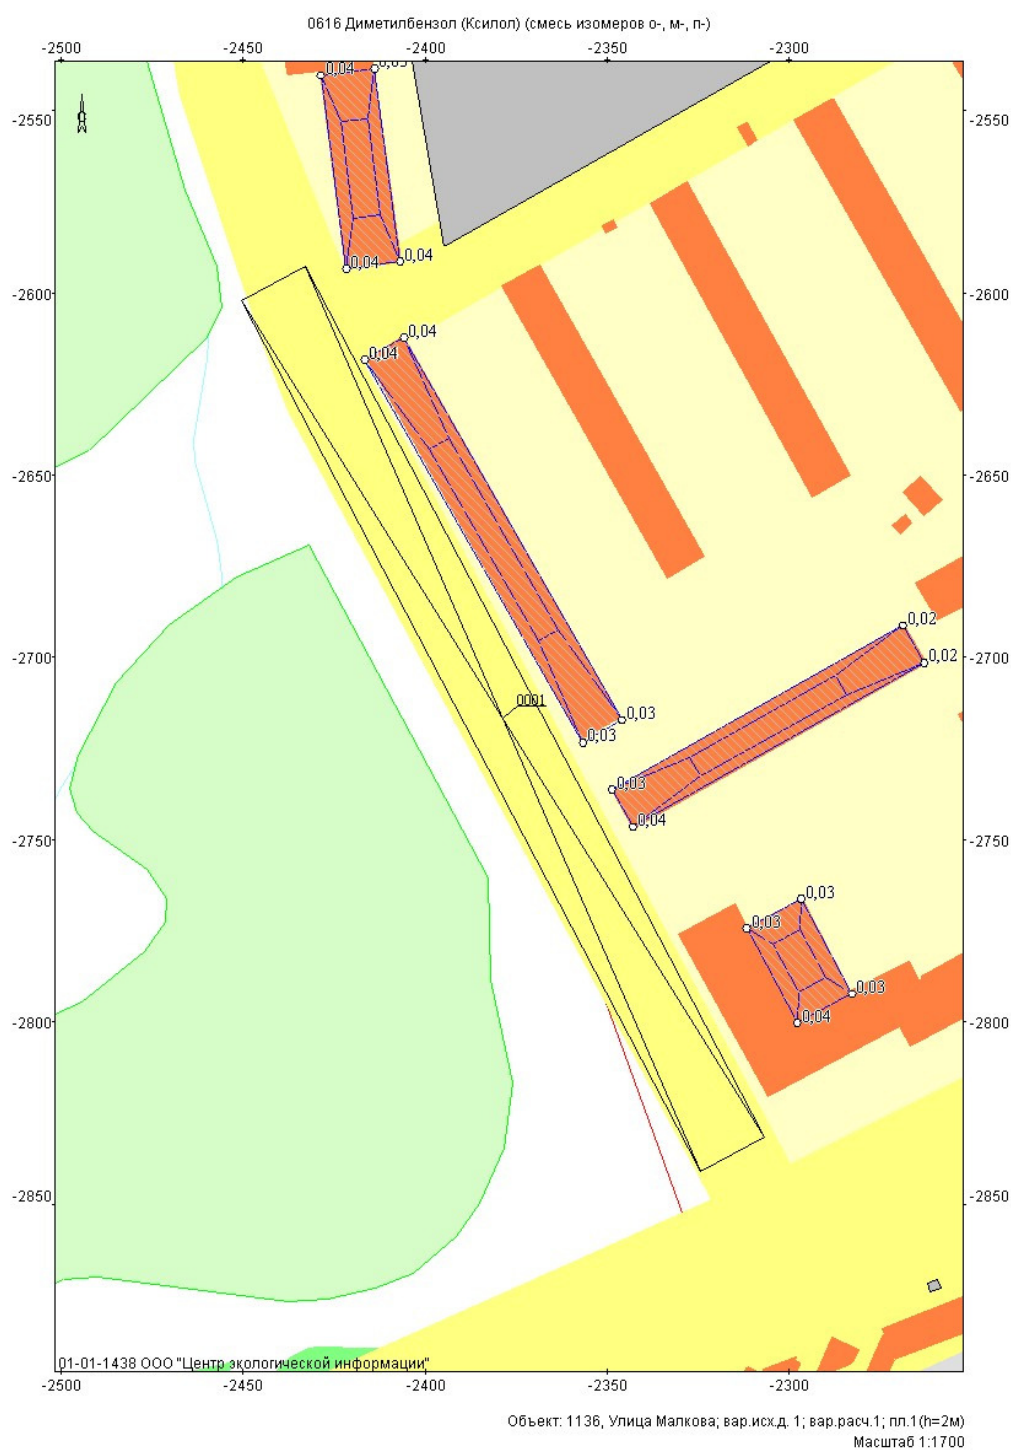 0616 Диметилбензол (Ксилол) (смесь изомеров о-, м-, п-)
-2500 -2450 -2400 -2350 -2300
0,04 0,03
-2550 -2550
0,04 0,04
-2600 -2600
0,04
0,04
0,02
-2650 -2650
-2700 0,02 -2700
0001
0,03
0,03
0,03
0,04
-2750 -2750
0,03
0,03
0,03
0,04
-2800 -2800
-2850 -2850
01-01-1438 ООО "Центр экологической информации"
-2500 -2450 -2400 -2350 -2300
Объект: 1136, Улица Малкова; вар.исх.д. 1; вар.расч.1; пл.1(h=2м)
Масштаб 1:1700